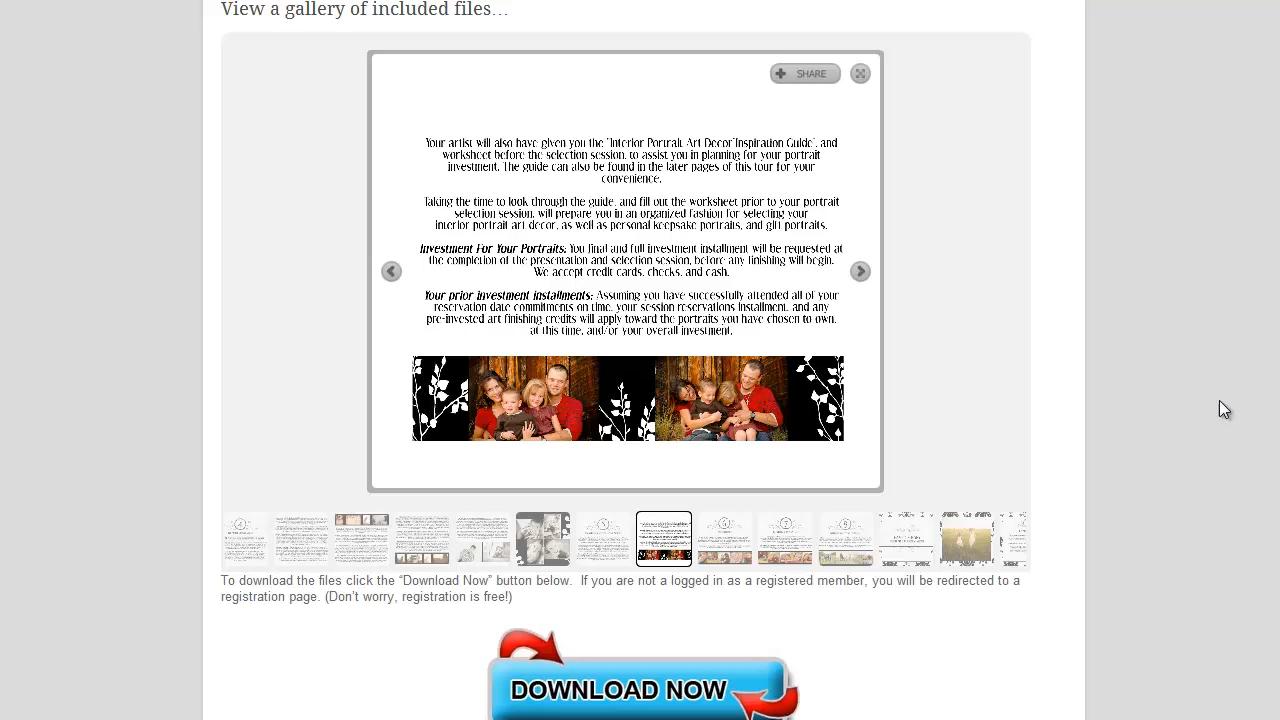 View a gallery of included files...
SHARE
Your artist will also have given you the "Interior Portrait Art Decor Inspiration Guide", and
worksheet before the selection session, to assist you in planning for your portrait
investment. The guide can also be found in the later pages of this tour for your
convenience.
Taking the time to look through the guide, and fill out the worksheet prior to your portrait
selection session, will prepare you in an organized fashion for selecting your
interior portrait art decor, as well as personal keepsake portraits, and gift portraits.
Investment For Your Portraits: You final and full investment installment will be requested at
the completion of the presentation and selection session, before any finishing will begin.
We accept credit cards, checks, and cash.
Your prior investment installments: Assuming you have successfully attended all of your
reservation date commitments on time, your session reservations installment, and any
pre-invested art finishing credits will apply toward the portraits you have chosen to own,
at this time, and/or your overall investment.
To download the files click the “Download Now” button below. If you are not a logged in as a registered member, you will be redirected to a
registration page. (Don’t worry, registration is free!)
DOWNLOAD NOW